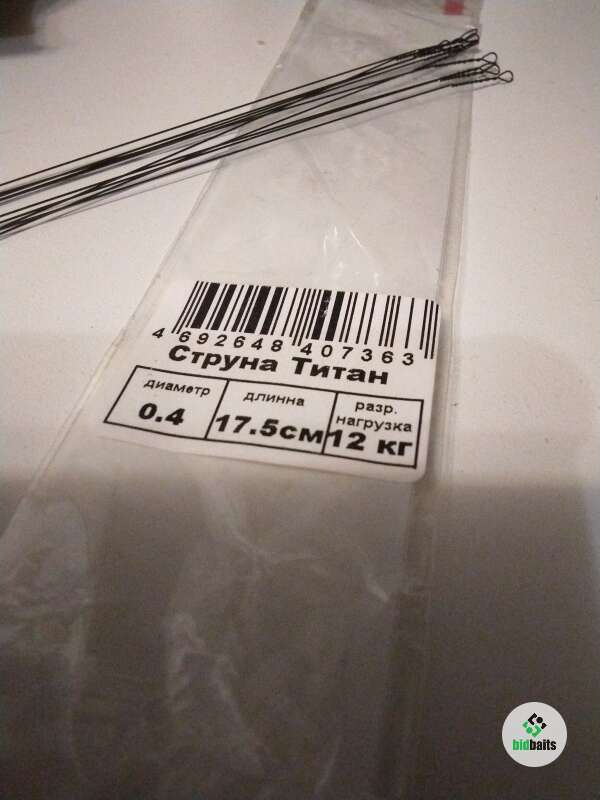 4 692648 407363
Струна Титан
диаметр длинна разр. нагрузка
0.4 17.5см 12 кг
bidbaits